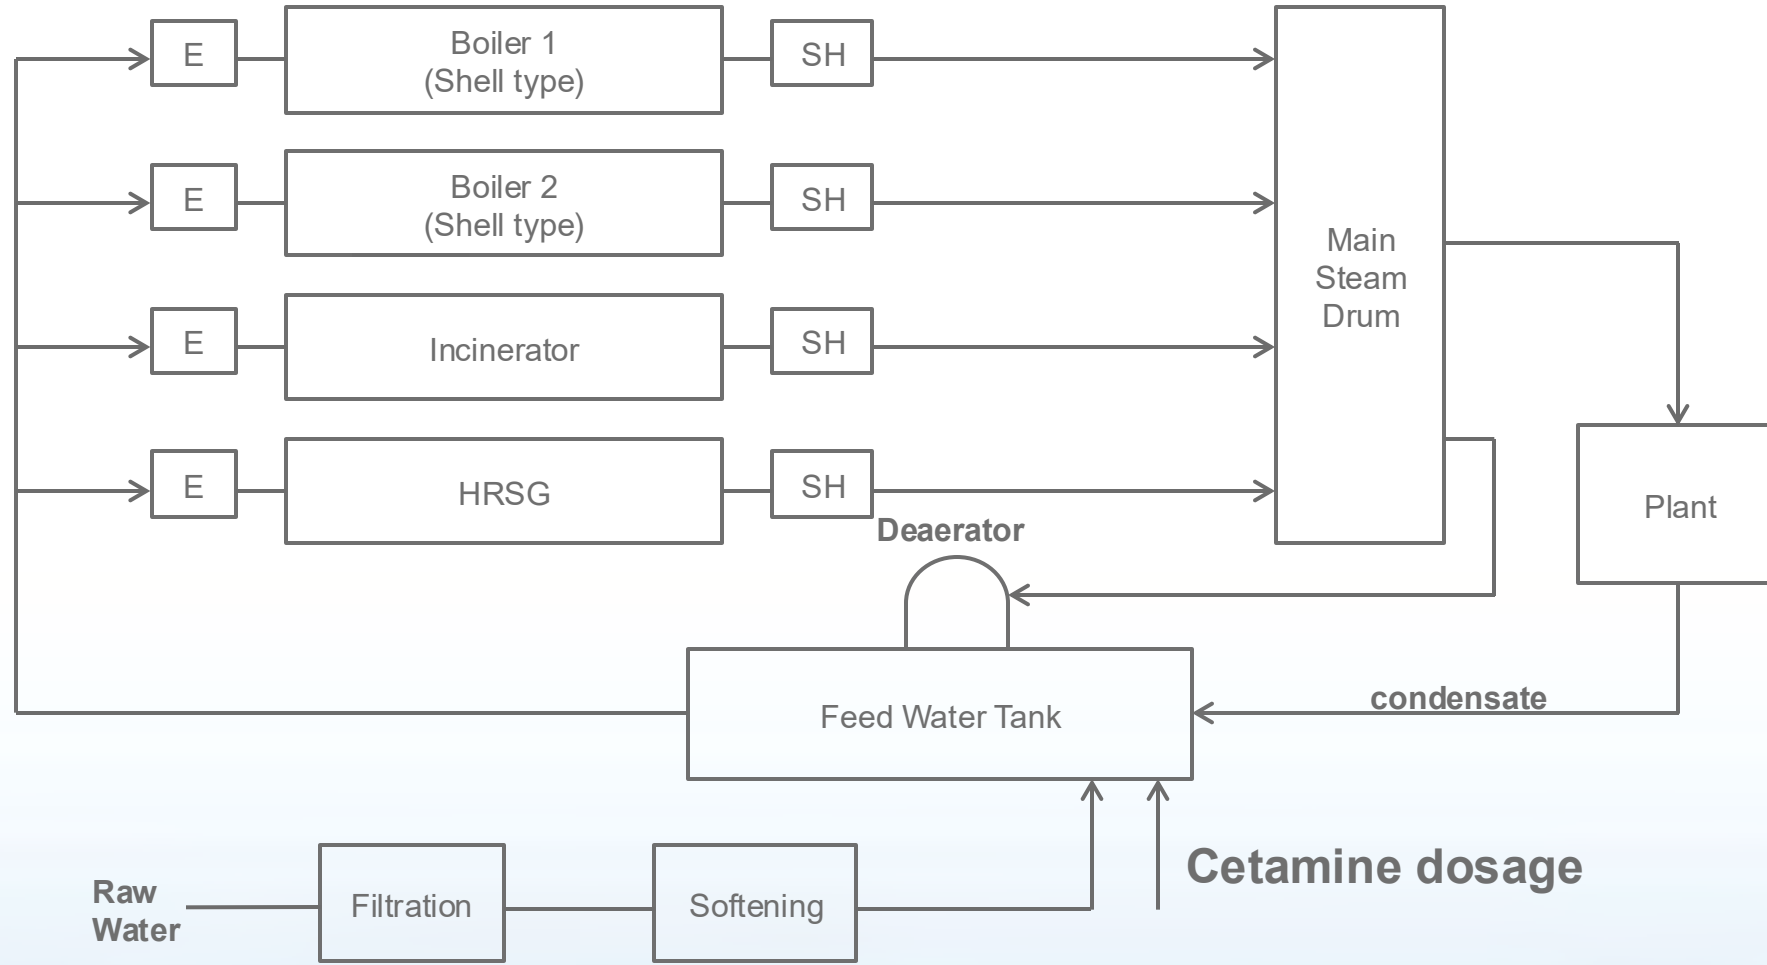 E
Boiler 1
(Shell type)
SH
E
Boiler 2
(Shell type)
SH
Main
Steam
Drum
E
Incinerator
SH
E
HRSG
SH
Plant
Deaerator
condensate
Feed Water Tank
Cetamine dosage
Raw
Water
Filtration
Softening